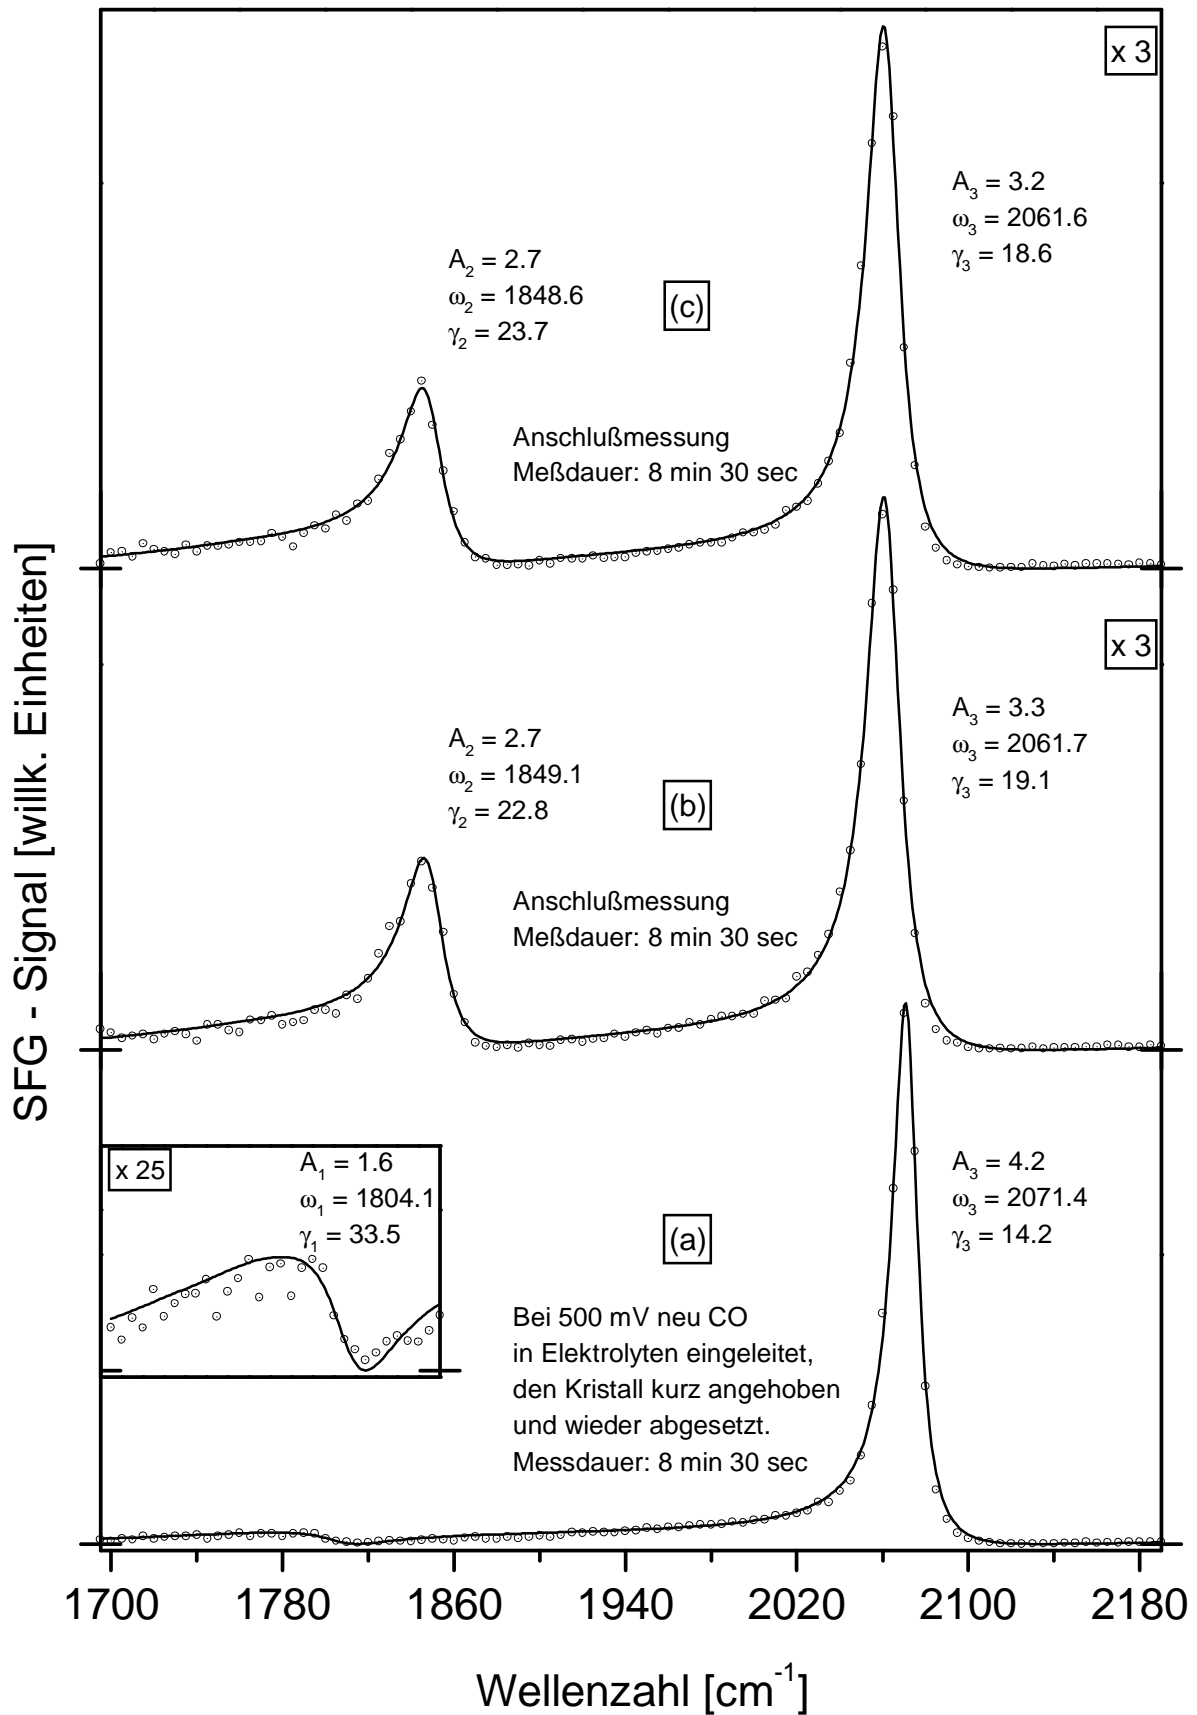 x 3
A3 = 3.2
ω3 = 2061.6
γ3 = 18.6
A2 = 2.7
ω2 = 1848.6
γ2 = 23.7
(c)
Anschlußmessung
Meßdauer: 8 min 30 sec
x 3
A3 = 3.3
ω3 = 2061.7
γ3 = 19.1
A2 = 2.7
ω2 = 1849.1
γ2 = 22.8
(b)
Anschlußmessung
Meßdauer: 8 min 30 sec
x 25
A1 = 1.6
ω1 = 1804.1
γ1 = 33.5
A3 = 4.2
ω3 = 2071.4
γ3 = 14.2
(a)
Bei 500 mV neu CO
in Elektrolyten eingeleitet,
den Kristall kurz angehoben
und wieder abgesetzt.
Messdauer: 8 min 30 sec
SFG - Signal [willk. Einheiten]
1700 1780 1860 1940 2020 2100 2180
Wellenzahl [cm-1]